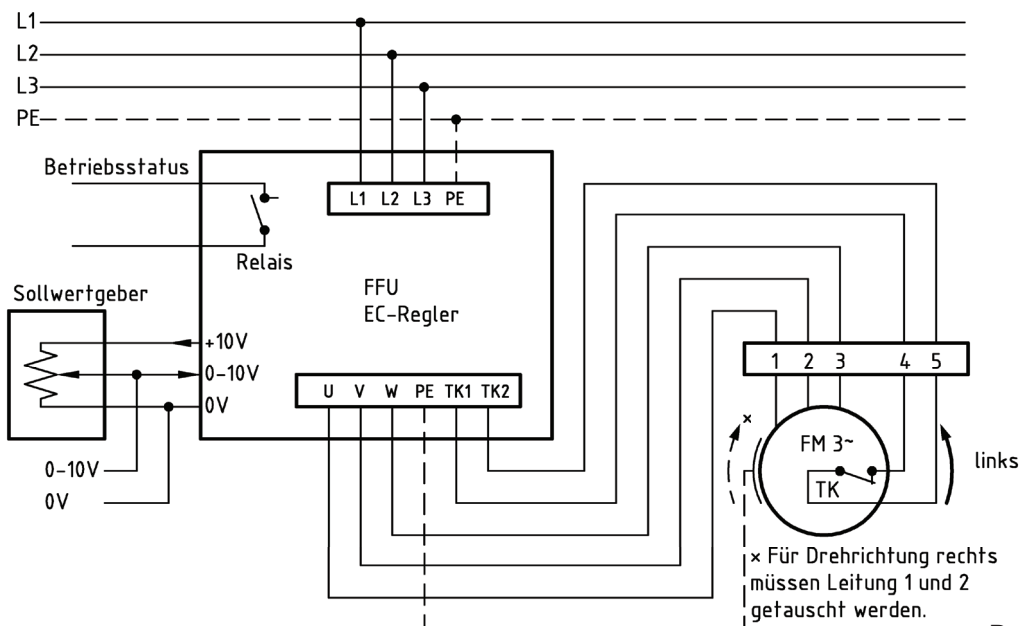 L1
L2
L3
PE
Betriebsstatus
L1 L2 L3 PE
Relais
FFU
EC-Regler
Sollwertgeber
+10V
0-10V
0V
U V W PE TK1 TK2
1 2 3 4 5
×
FM 3~
TK
links
0-10V
0V
× Für Drehrichtung rechts
müssen Leitung 1 und 2
getauscht werden.